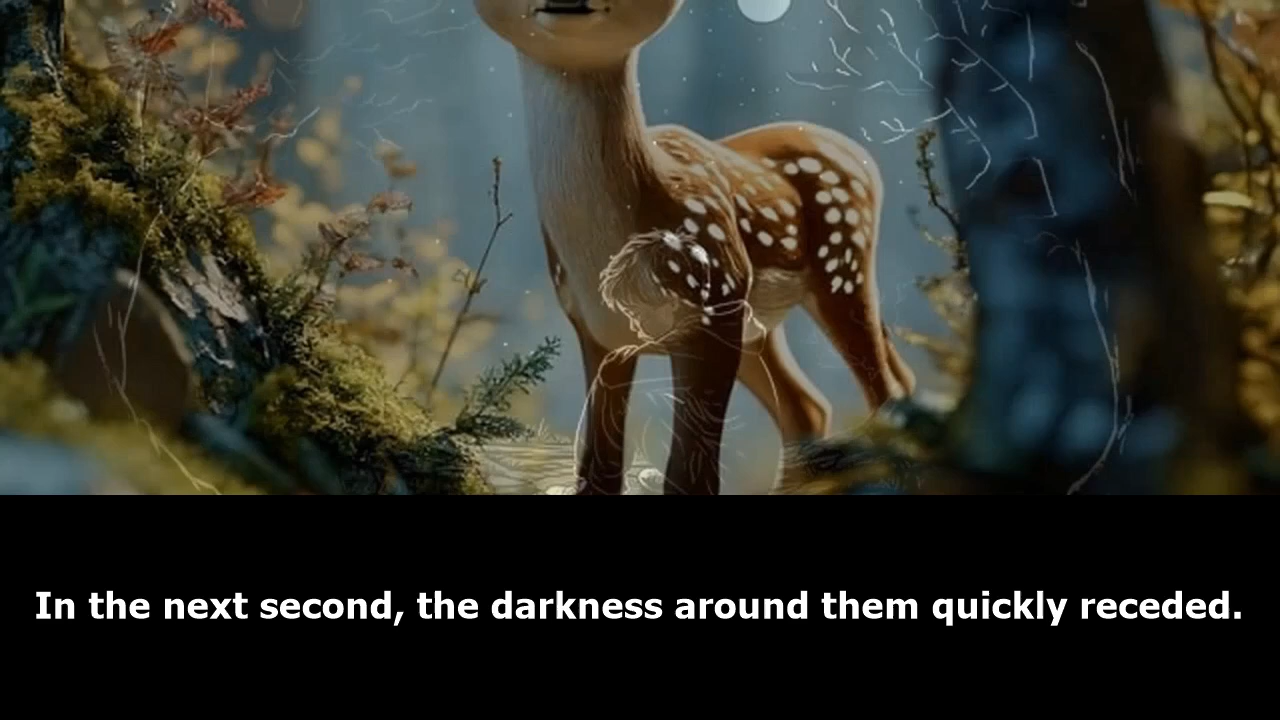 In the next second, the darkness around them quickly receded.